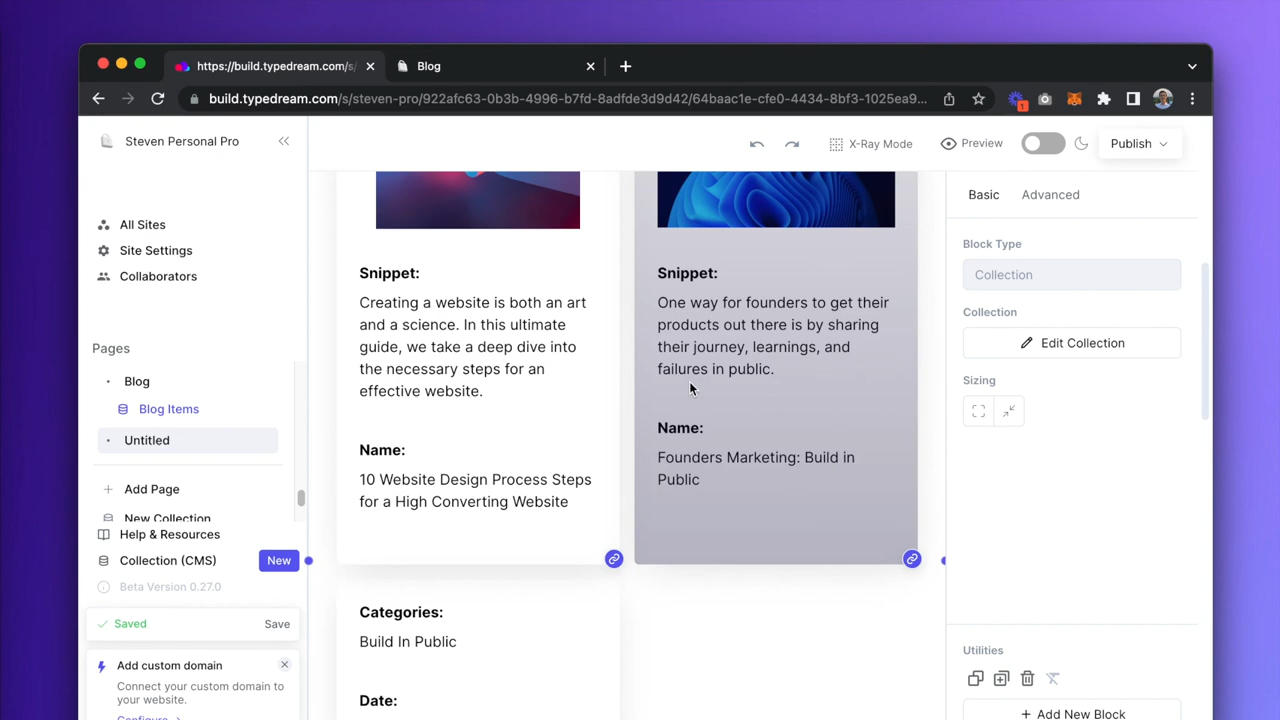 https://build.typedream.com/s/
Blog
build.typedream.com/s/steven-pro/922afc63-0b3b-4996-b7fd-8adfde3d9d42/64baac1e-cfe0-4434-8bf3-1025ea9...
1
Steven Personal Pro
X-Ray Mode
Preview
Publish
All Sites
Site Settings
Collaborators
Pages
Blog
Blog Items
Untitled
Add Page
New Collection
Help & Resources
Collection (CMS)
New
Beta Version 0.27.0
Saved
Save
Add custom domain
Connect your custom domain to
your website.
Configure
Snippet:
Creating a website is both an art
and a science. In this ultimate
guide, we take a deep dive into
the necessary steps for an
effective website.
Name:
10 Website Design Process Steps
for a High Converting Website
Snippet:
One way for founders to get their
products out there is by sharing
their journey, learnings, and
failures in public.
Name:
Founders Marketing: Build in
Public
Categories:
Build In Public
Date:
Basic
Advanced
Block Type
Collection
Collection
Edit Collection
Sizing
Utilities
Add New Block